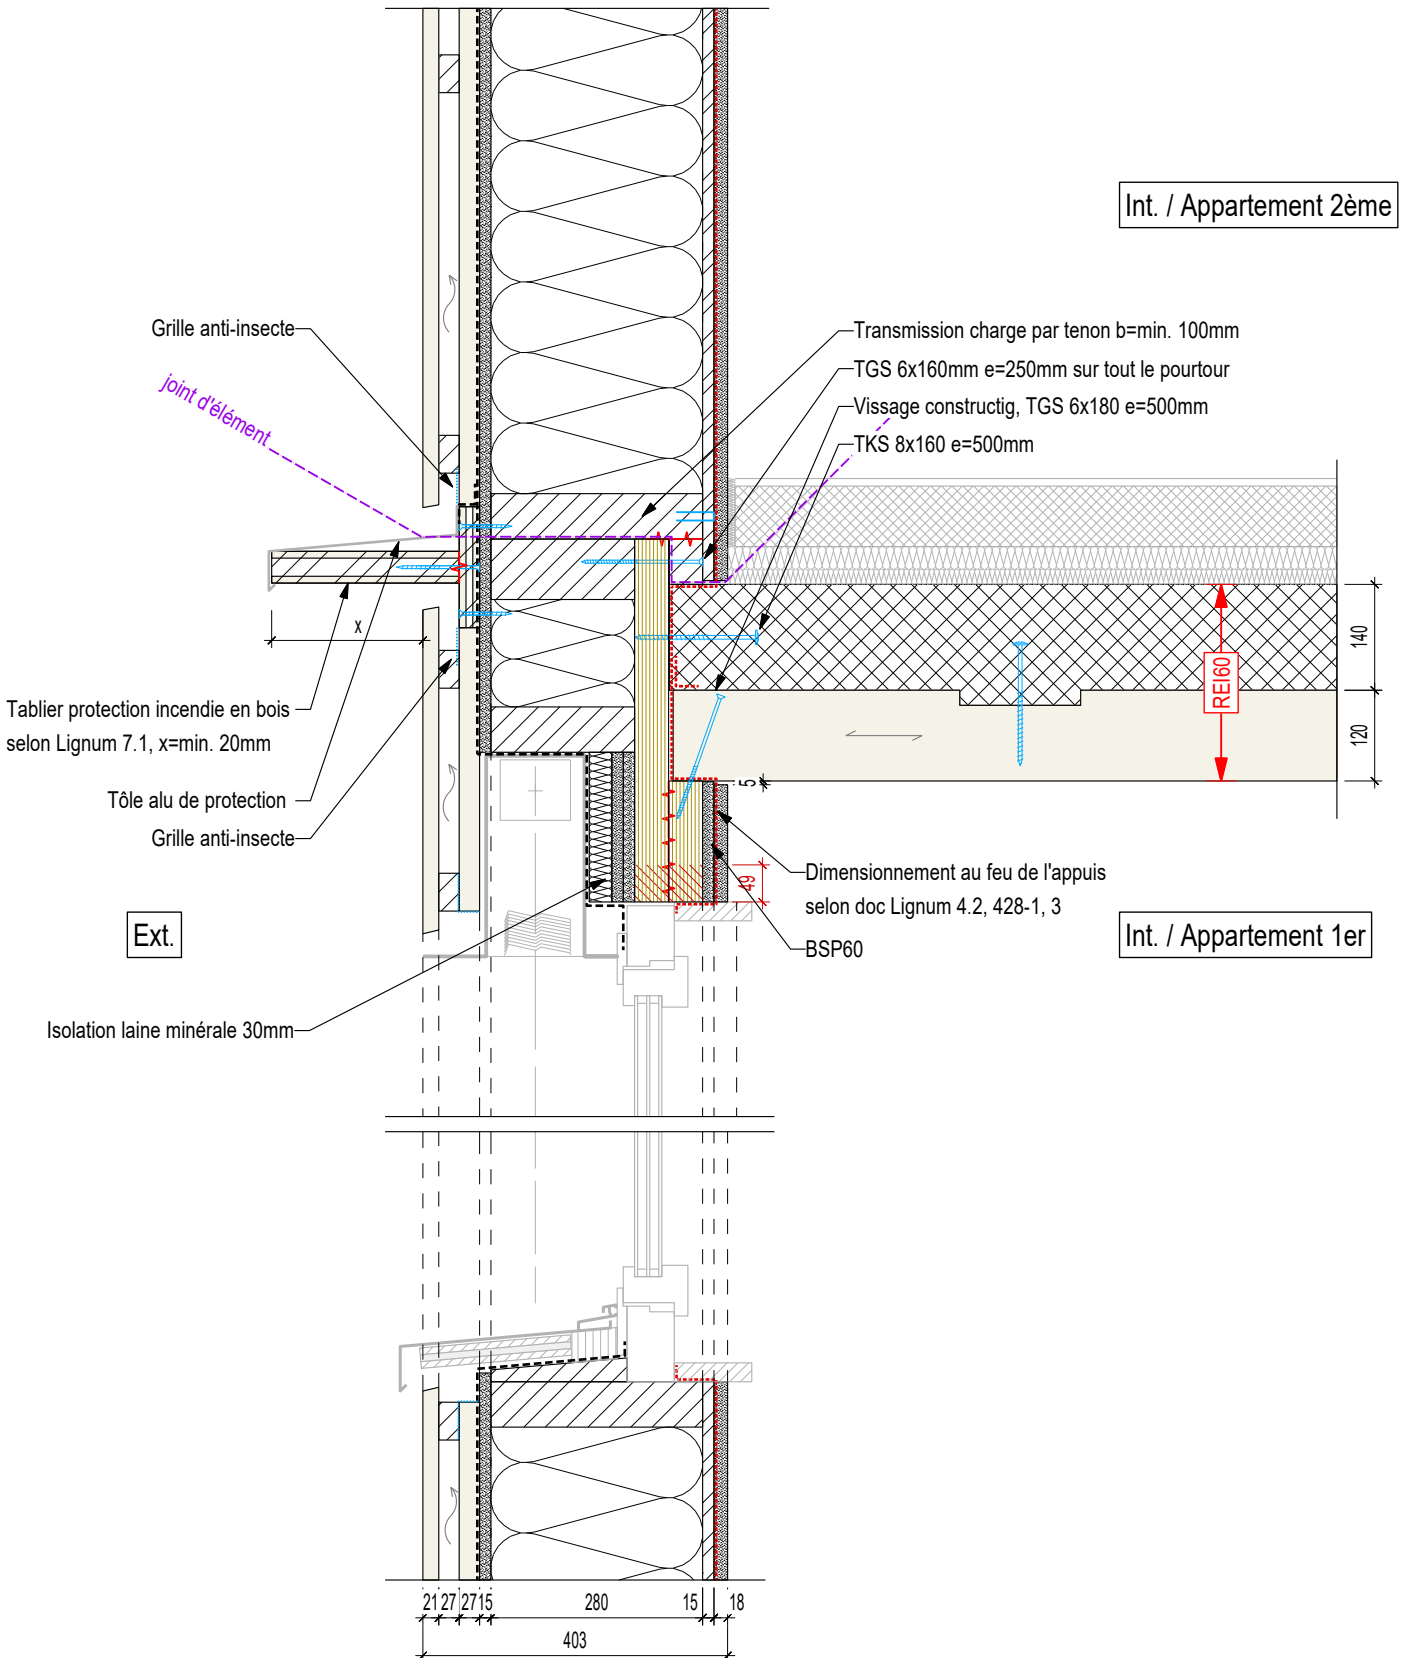 Int. / Appartement 2ème
Grille anti-insecte
joint d'élément
Transmission charge par tenon b=min. 100mm
TGS 6x160mm e=250mm sur tout le pourtour
Vissage constructig, TGS 6x180 e=500mm
TKS 8x160 e=500mm
x
REI60
140
120
Tablier protection incendie en bois
selon Lignum 7.1, x=min. 20mm
Tôle alu de protection
Grille anti-insecte
5
49
Dimensionnement au feu de l'appuis
selon doc Lignum 4.2, 428-1, 3
BSP60
Ext.
Int. / Appartement 1er
Isolation laine minérale 30mm
21 27 27 15 280 15 18
403